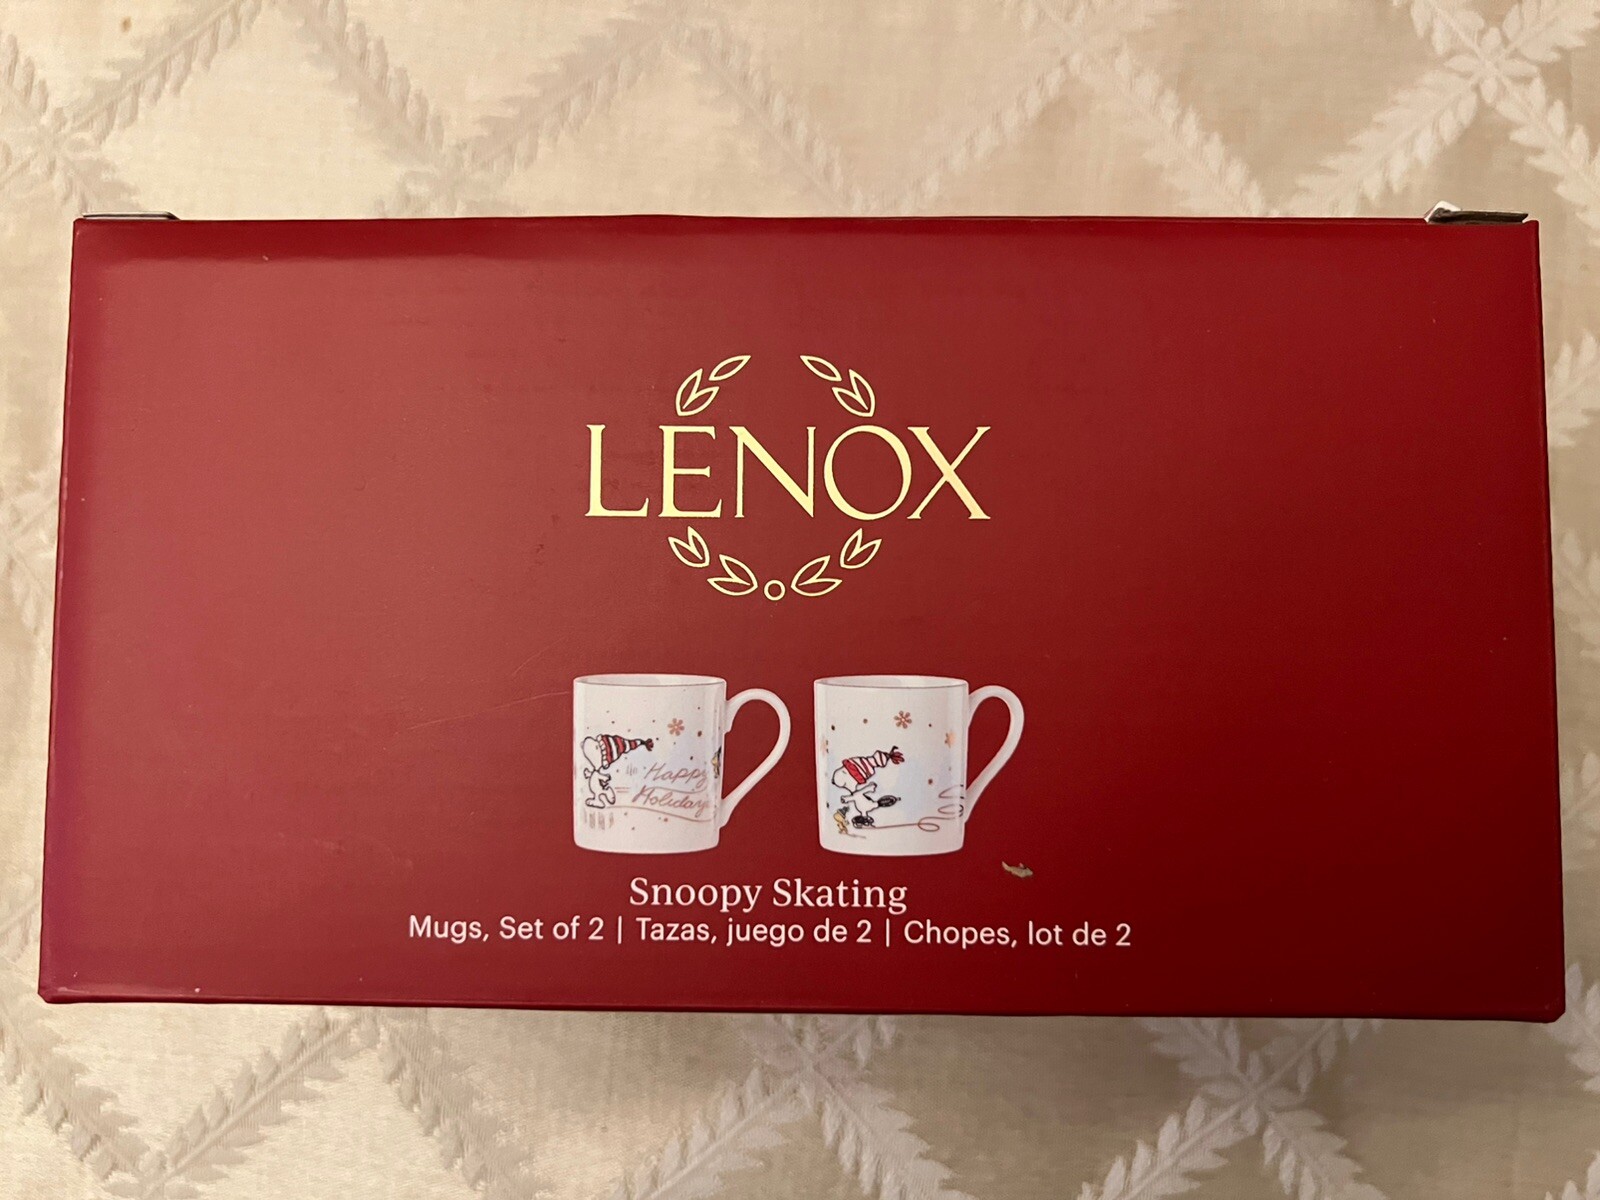 LENOX
Happy
Holidays
Snoopy Skating
Mugs, Set of 2 | Tazas, juego de 2 | Chopes, lot de 2